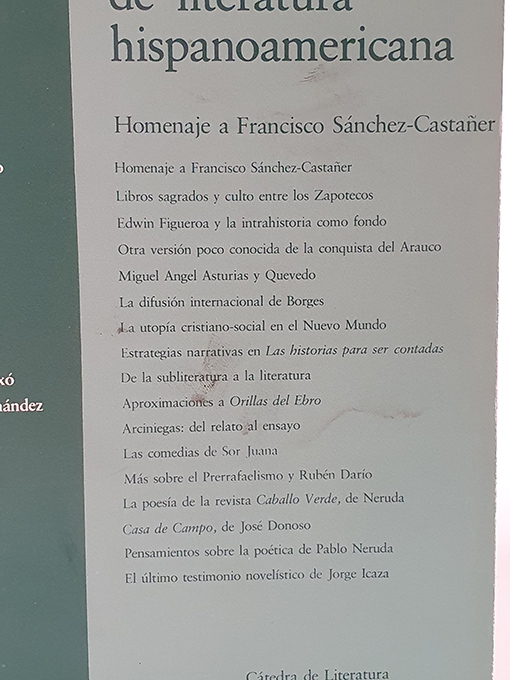 de literatura
hispanoamericana
Homenaje a Francisco Sánchez-Castañer
Homenaje a Francisco Sánchez-Castañer
Libros sagrados y culto entre los Zapotecos
Edwin Figueroa y la intrahistoria como fondo
Otra versión poco conocida de la conquista del Arauco
Miguel Angel Asturias y Quevedo
La difusión internacional de Borges
La utopía cristiano-social en el Nuevo Mundo
Estrategias narrativas en Las historias para ser contadas
De la subliteratura a la literatura
Aproximaciones a Orillas del Ebro
Arciniegas: del relato al ensayo
Las comedias de Sor Juana
Más sobre el Prerrafaelismo y Rubén Darío
La poesía de la revista Caballo Verde, de Neruda
Casa de Campo, de José Donoso
Pensamientos sobre la poética de Pablo Neruda
El último testimonio novelístico de Jorge Icaza
Cátedra de Literatura